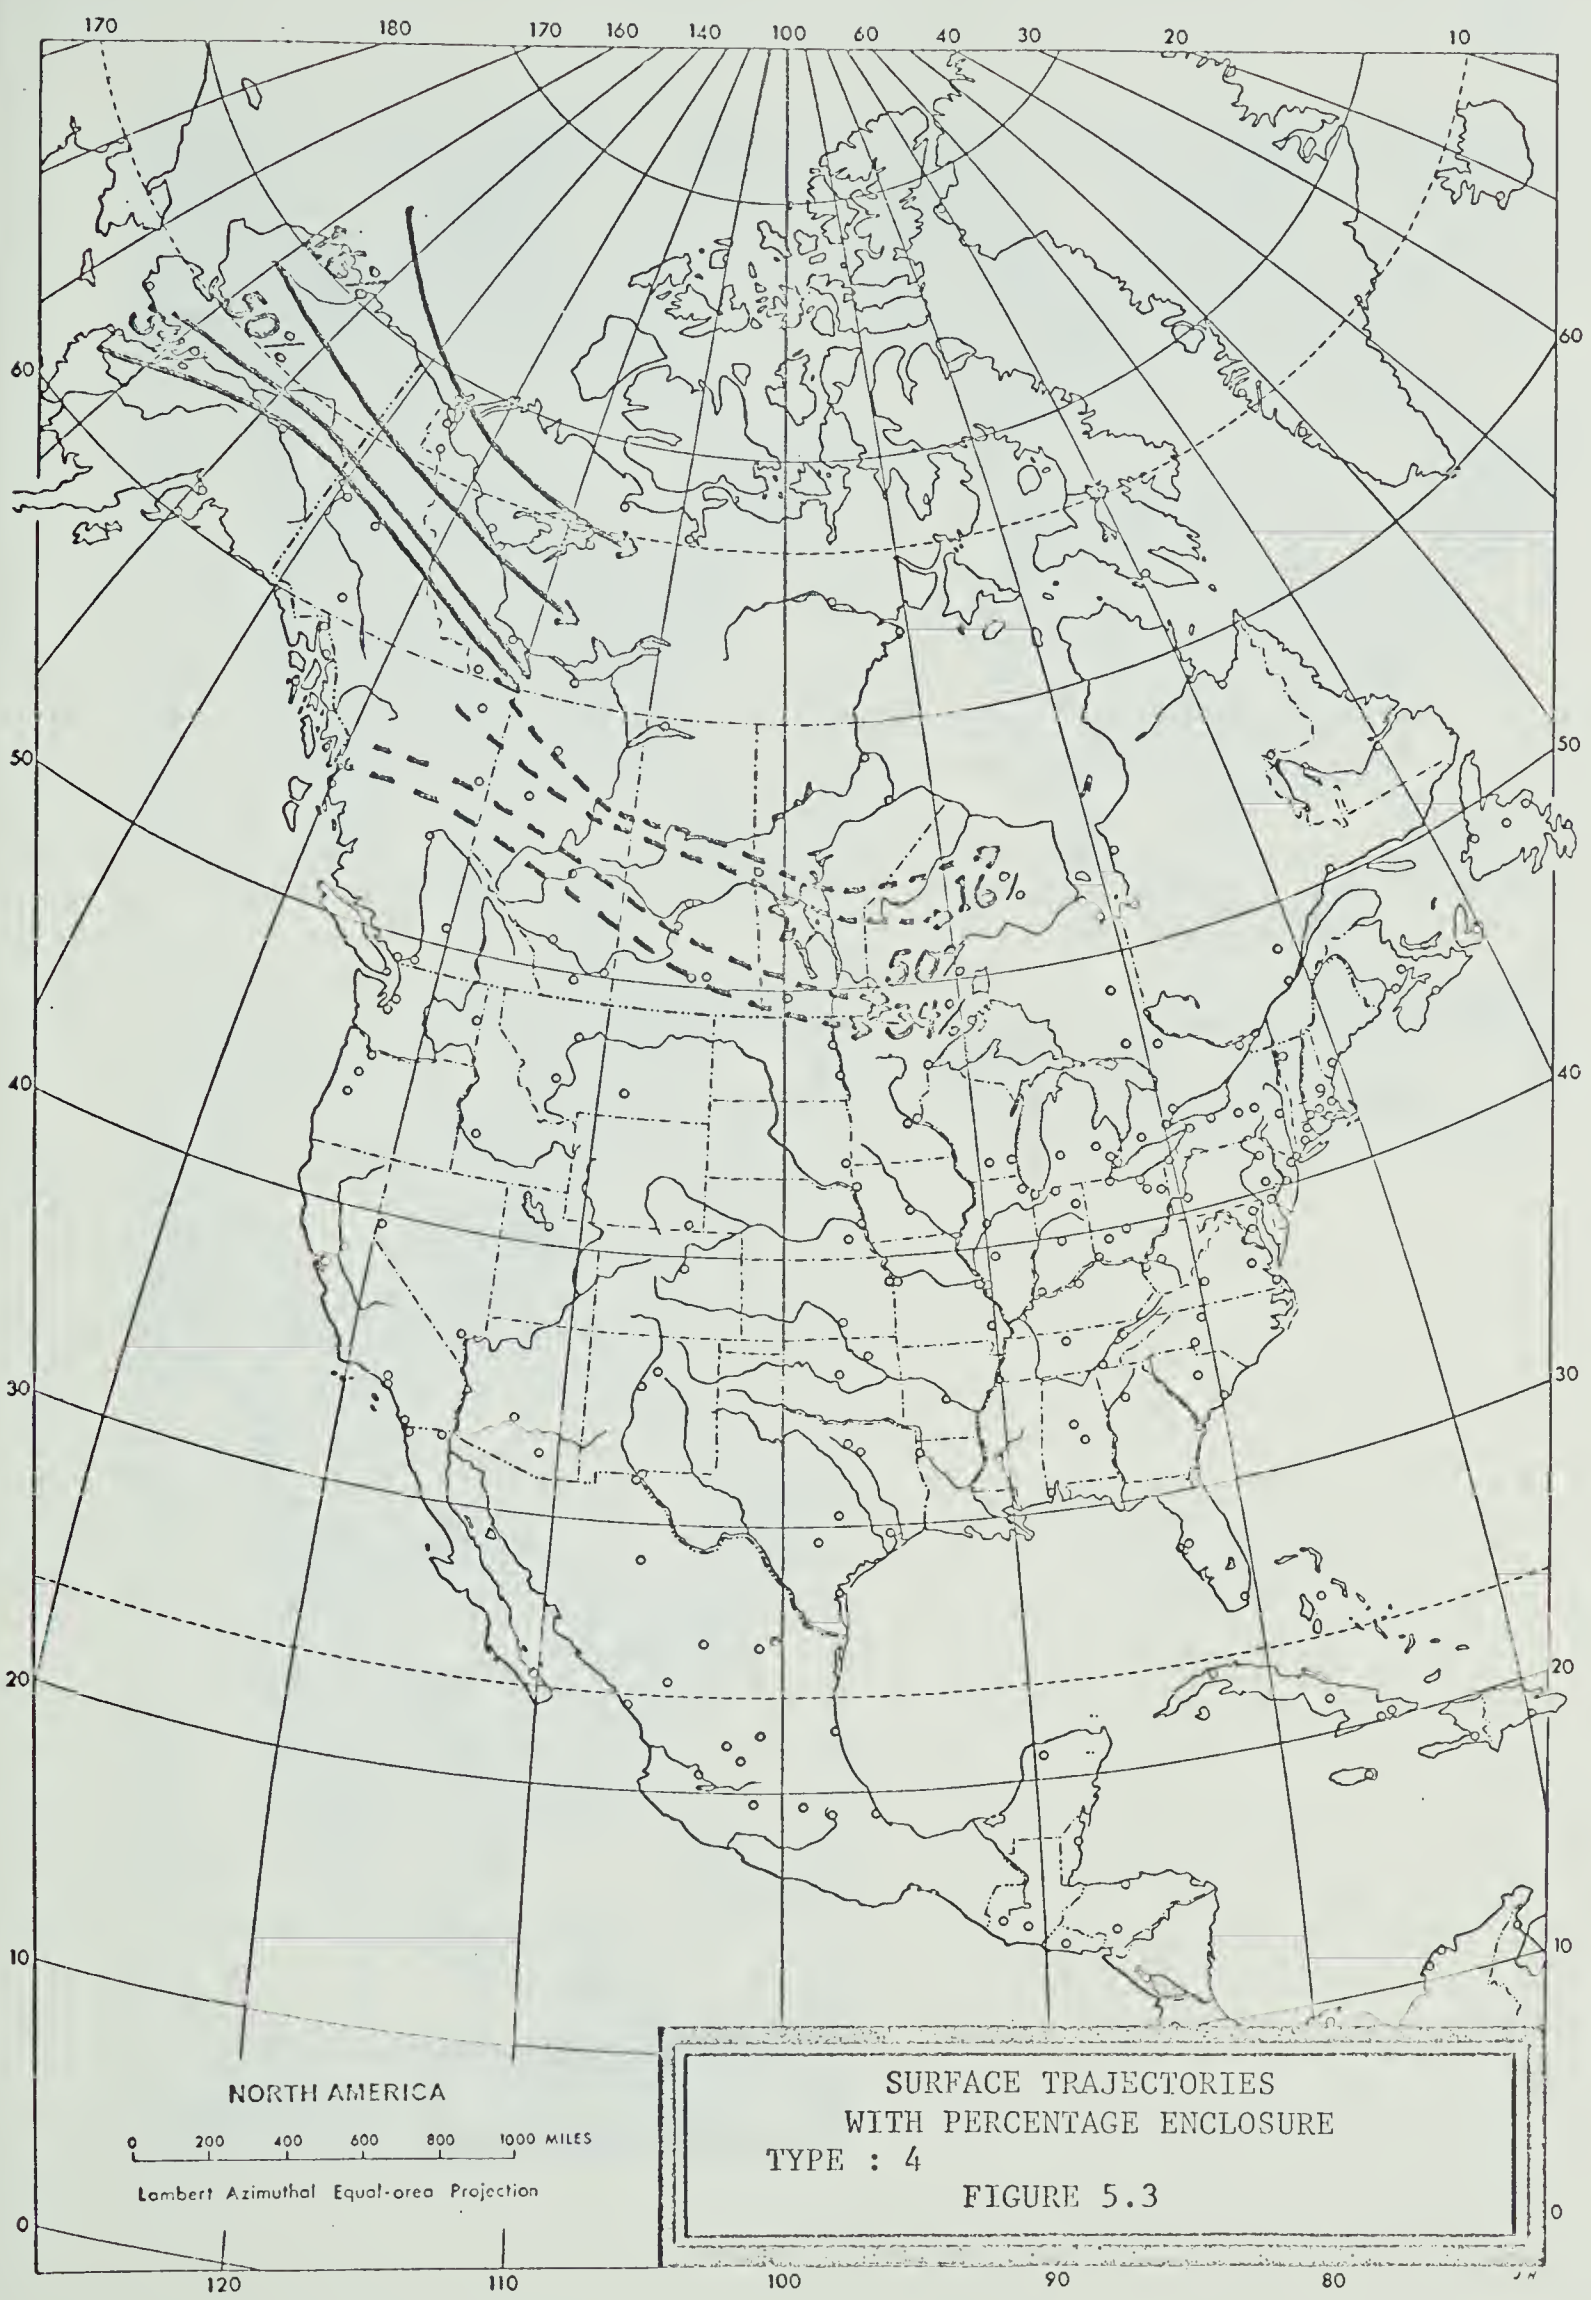 170 180 170 160 140 100 60 40 30 20 10
50%
60 60
50 50
16%
50%
34%
40 40
30 30
20 20
10 10
NORTH AMERICA
0 200 400 600 800 1000 MILES
Lambert Azimuthal Equal-area Projection
SURFACE TRAJECTORIES
WITH PERCENTAGE ENCLOSURE
TYPE : 4
FIGURE 5.3
0 0
120 110 100 90 80